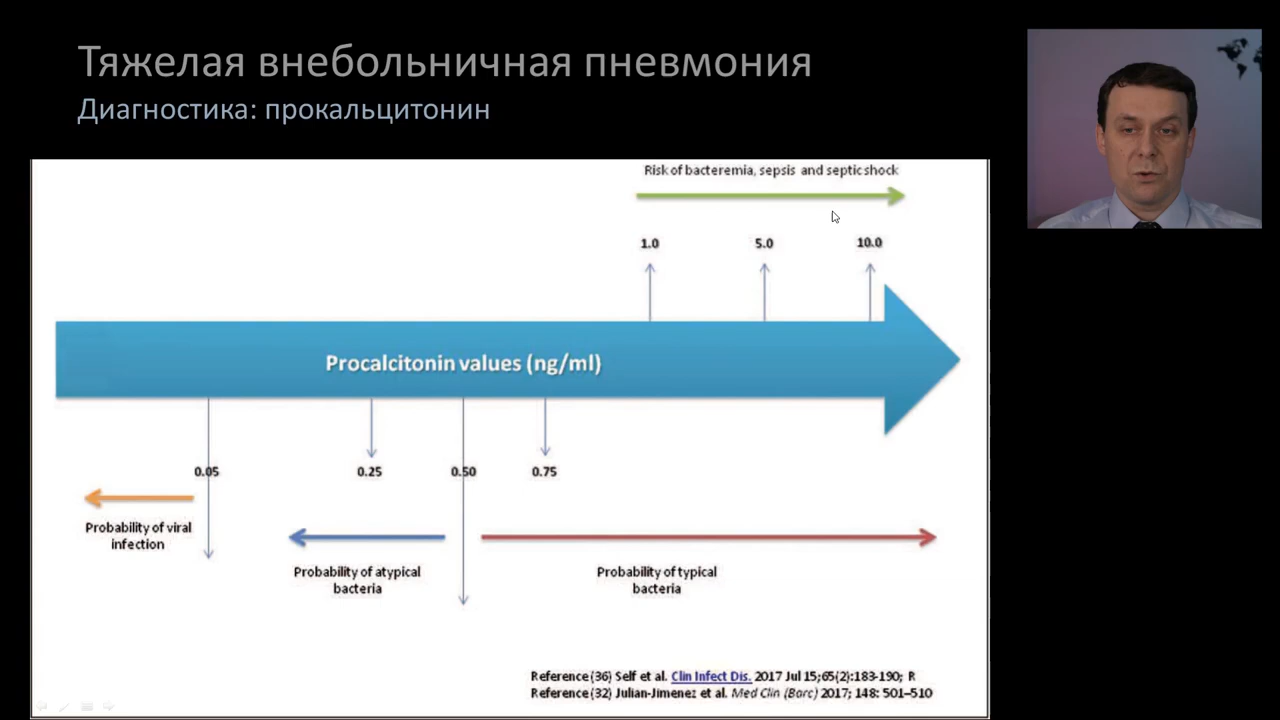 Тяжелая внебольничная пневмония
Диагностика: прокальцитонин
Risk of bacteremia, sepsis and septic shock
1.0 5.0 10.0
Procalcitonin values (ng/ml)
0.05 0.25 0.50 0.75
Probability of viral
infection
Probability of atypical
bacteria
Probability of typical
bacteria
Reference (36) Self et al. Clin Infect Dis. 2017 Jul 15;65(2):183-190; R
Reference (32) Julian-Jimenez et al. Med Clin (Barc) 2017; 148: 501–510